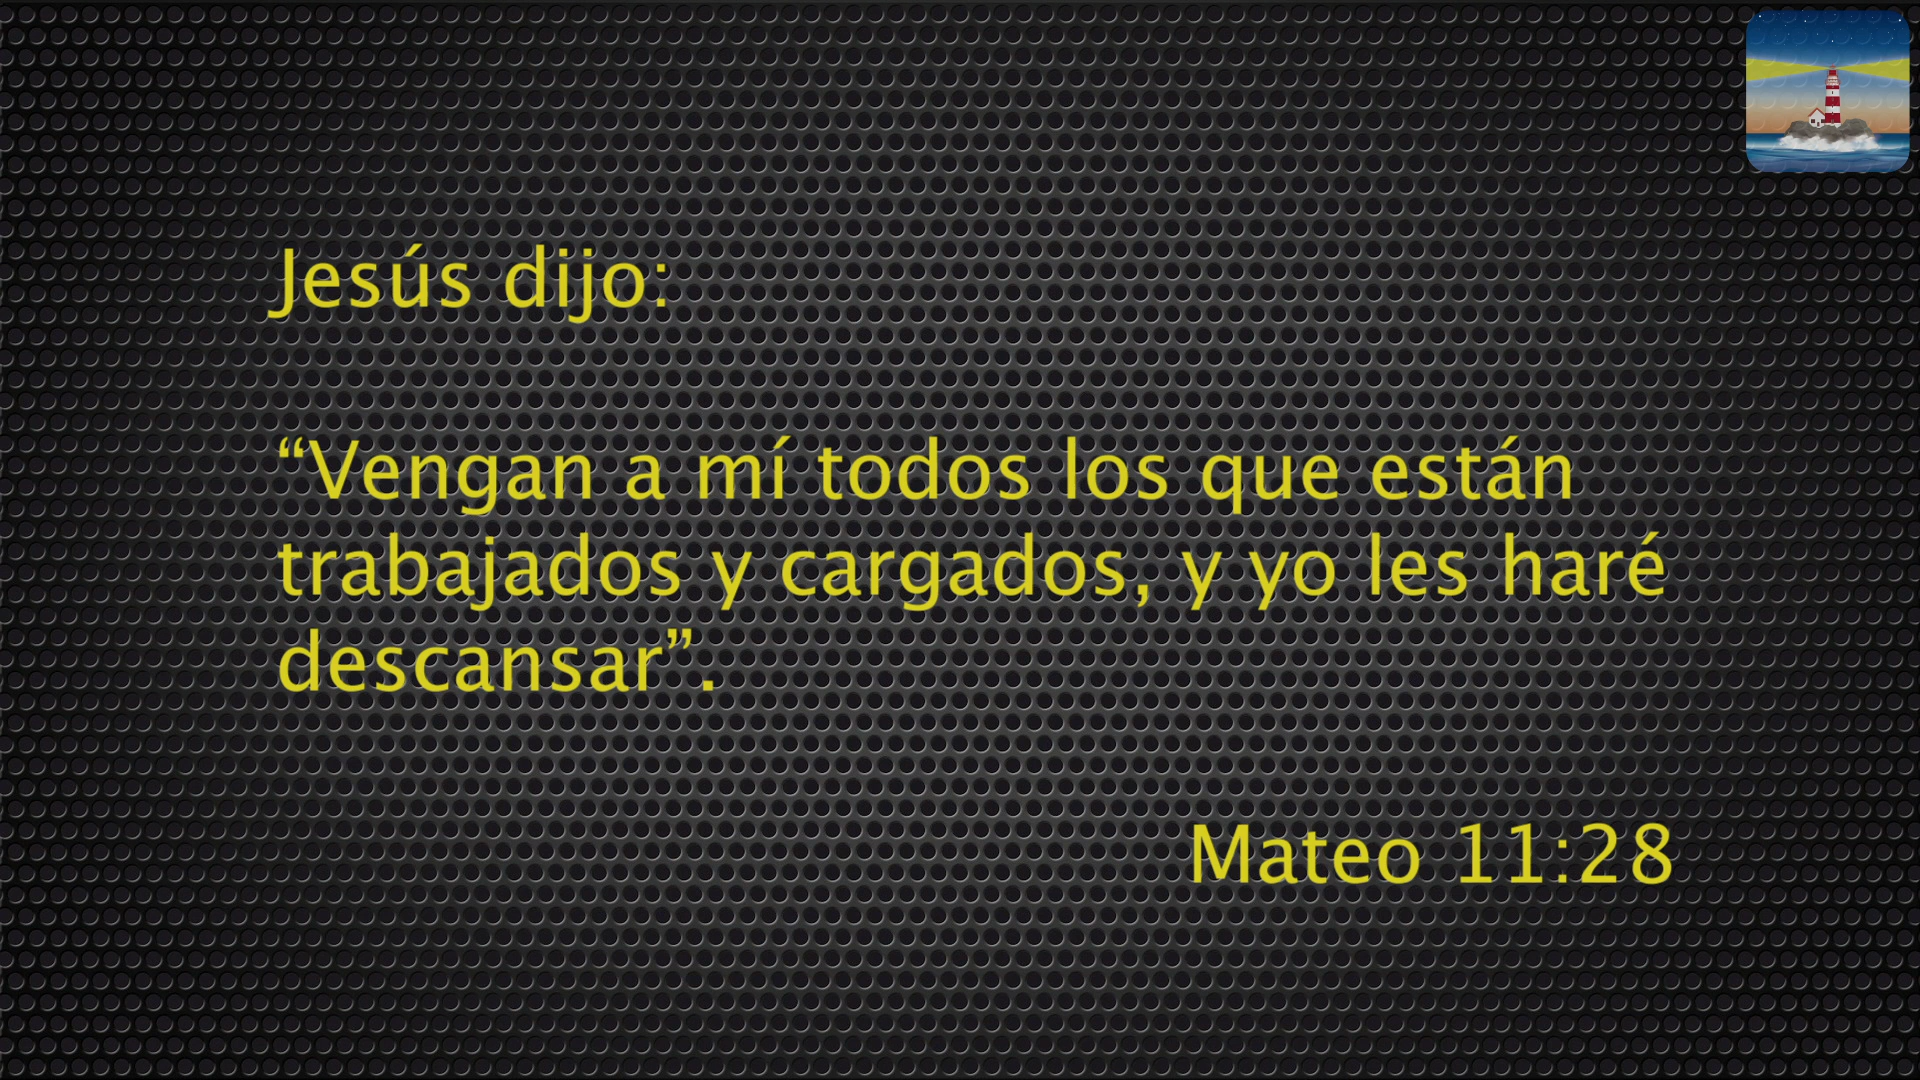 Jesús dijo:
“Vengan a mí todos los que están
trabajados y cargados, y yo les haré
descansar”.
Mateo 11:28